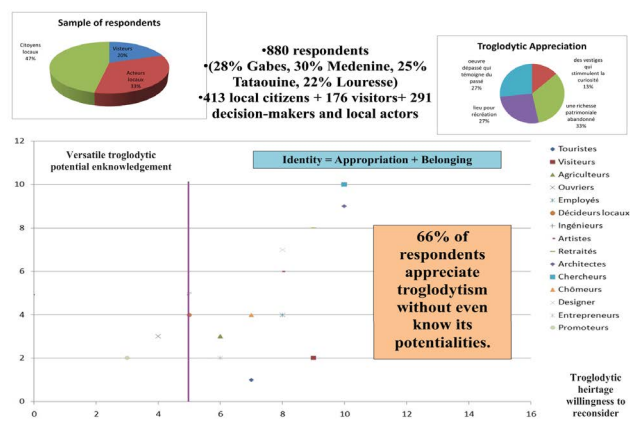 Sample of respondents
Citoyens
locaux
47%
Visiteurs
20%
Acteurs
locaux
33%
•880 respondents
•(28% Gabes, 30% Medenine, 25%
Tataouine, 22% Louresse)
•413 local citizens + 176 visitors+ 291
decision-makers and local actors
Troglodytic Appreciation
oeuvre
dépasé qui
témoigne du
passé
27%
des vestiges
qui
stimmulent la
curiosité
13%
lieu pour
récréation
27%
une richesse
patrimoniale
abandonné
33%
Versatile troglodytic
potential enknowledgement
Identity = Appropriation + Belonging
66% of
respondents
appreciate
troglodytism
without even
know its
potentialities.
12
10
8
6
4
2
0
0
2
4
6
8
10
12
14
16
Touristes
Visiteurs
Agriculteurs
Ouvriers
Employés
Décideurs locaux
Ingénieurs
Artistes
Retraités
Architectes
Chercheurs
Chômeurs
Designer
Entrepreneurs
Promoteurs
Troglodytic
heirtage
willingness to
reconsider